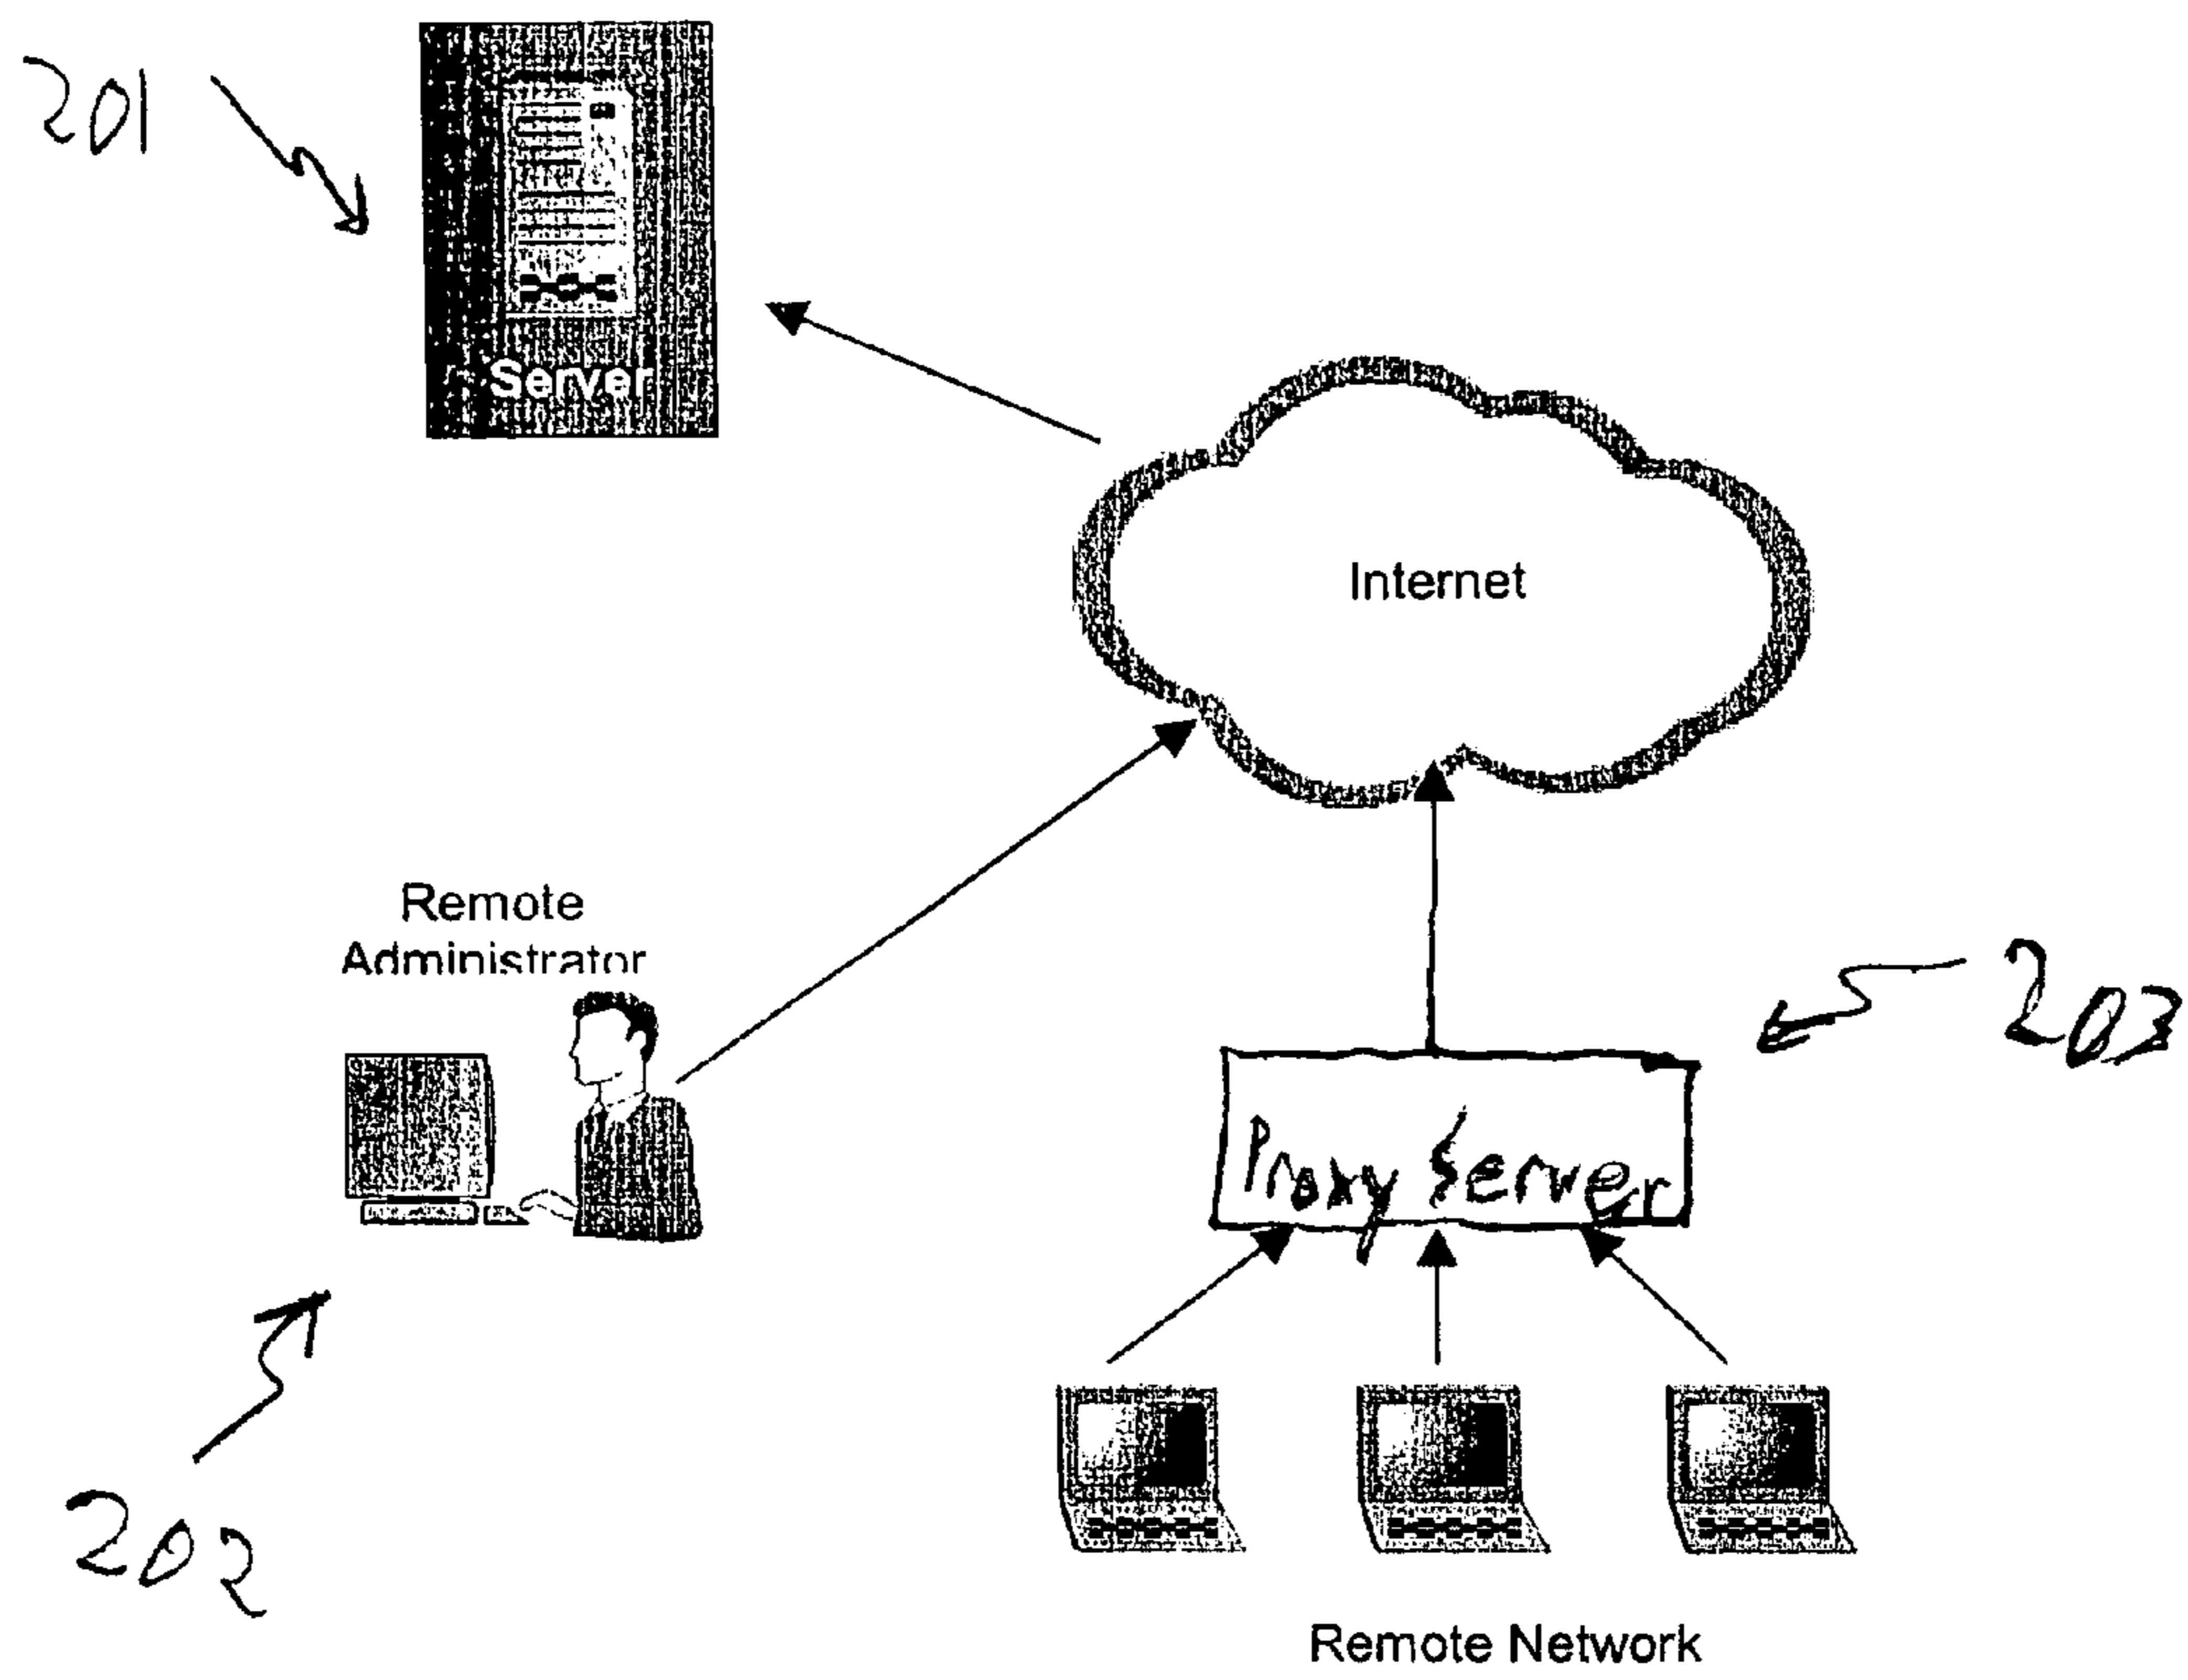 201
Server
Internet
Remote
Administrator
203
Proxy Server
202
Remote Network